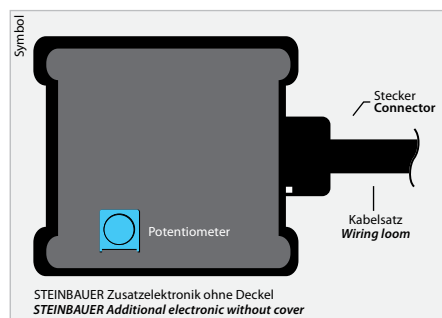 Symbol
Stecker
Connector
Potentiometer
Kabelsatz
Wiring loom
STEINBAUER Zusatzelektronik ohne Deckel
STEINBAUER Additional electronic without cover